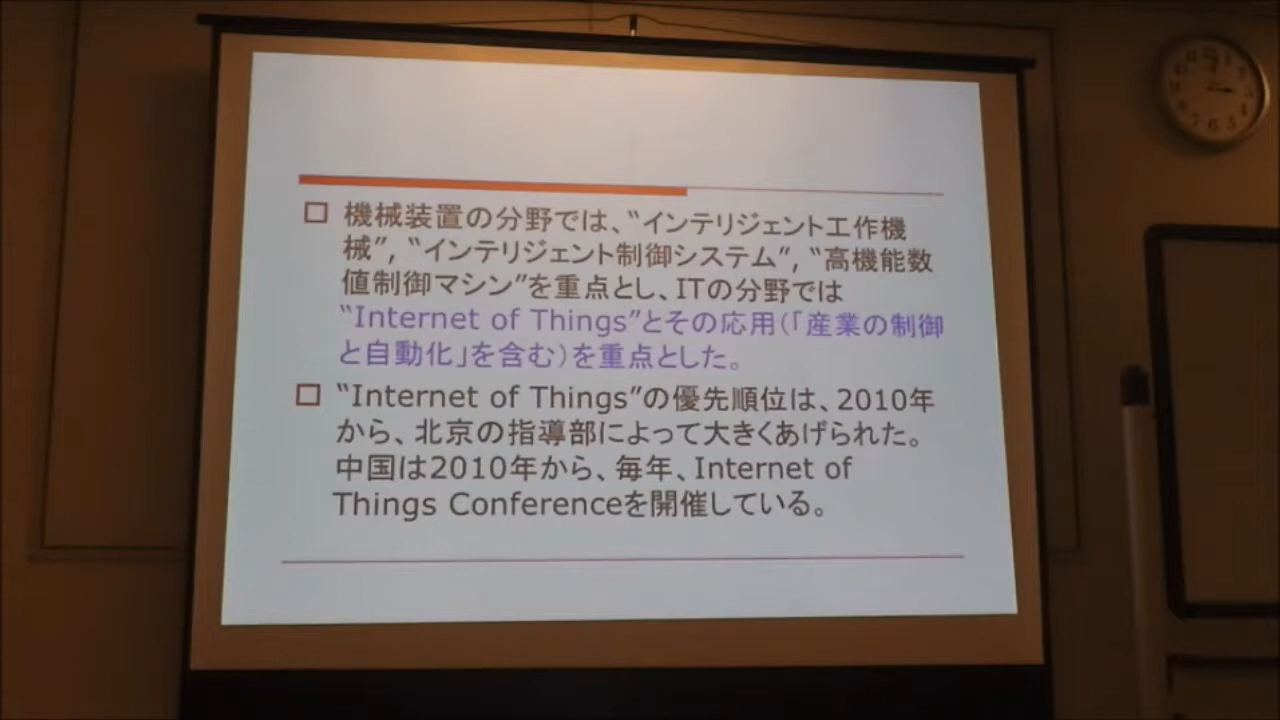 機械装置の分野では、“インテリジェント工作機
械”, “インテリジェント制御システム”, “高機能数
値制御マシン”を重点とし、ITの分野では
“Internet of Things”とその応用(「産業の制御
と自動化」を含む)を重点とした。
“Internet of Things”の優先順位は、2010年
から、北京の指導部によって大きくあげられた。
中国は2010年から、毎年、Internet of
Things Conferenceを開催している。